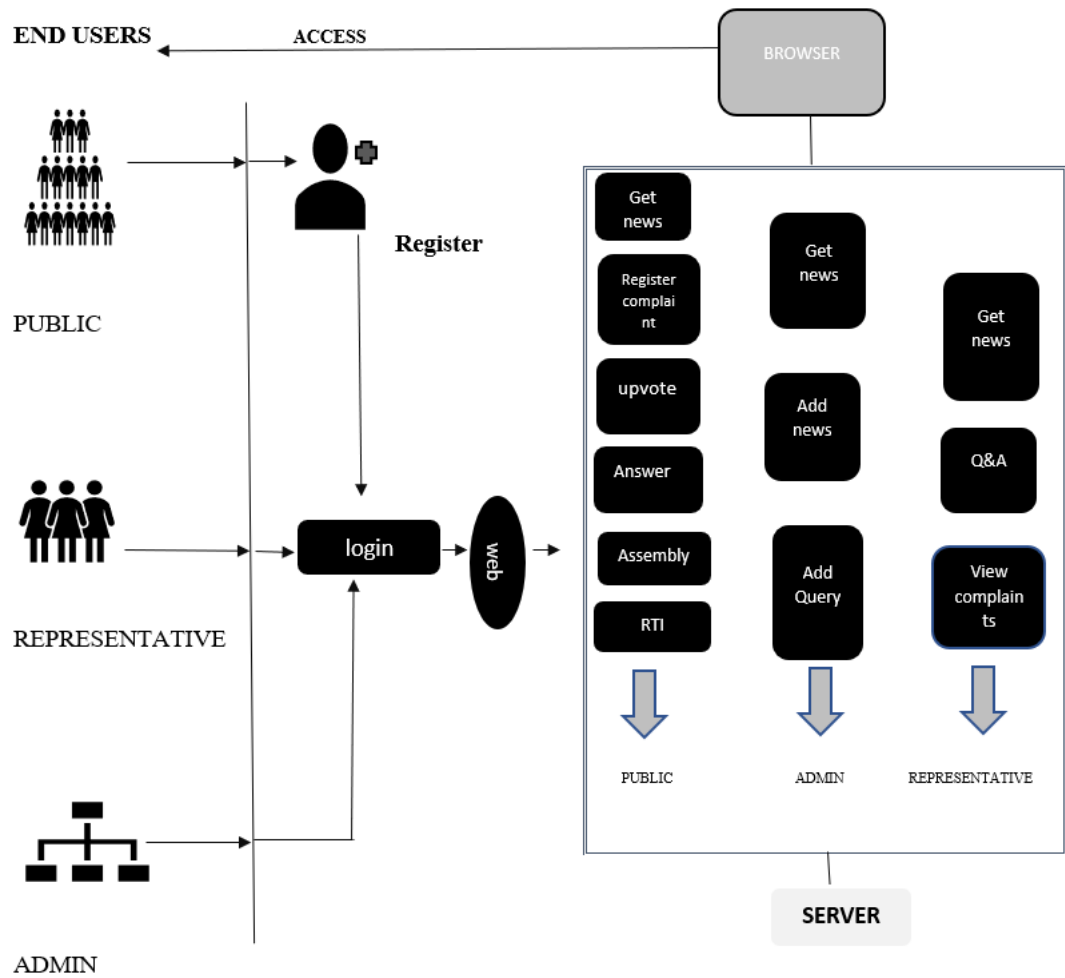 END USERS
ACCESS
BROWSER
PUBLIC
Register
REPRESENTATIVE
login
web
ADMIN
Get
news
Register
complai
nt
upvote
Answer
Assembly
RTI
PUBLIC
Get
news
Add
news
Add
Query
ADMIN
Get
news
Q&A
View
complain
ts
REPRESENTATIVE
SERVER